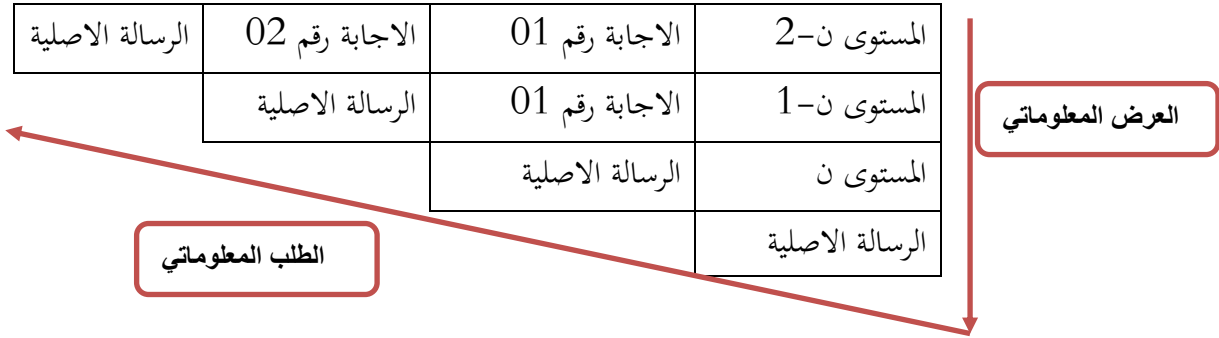 المستوى ن-2 الاجابة رقم 01 الاجابة رقم 02 الرسالة الاصلية
المستوى ن-1 الاجابة رقم 01 الرسالة الاصلية
العرض المعلوماتي
المستوى ن الرسالة الاصلية
الرسالة الاصلية
الطلب المعلوماتي